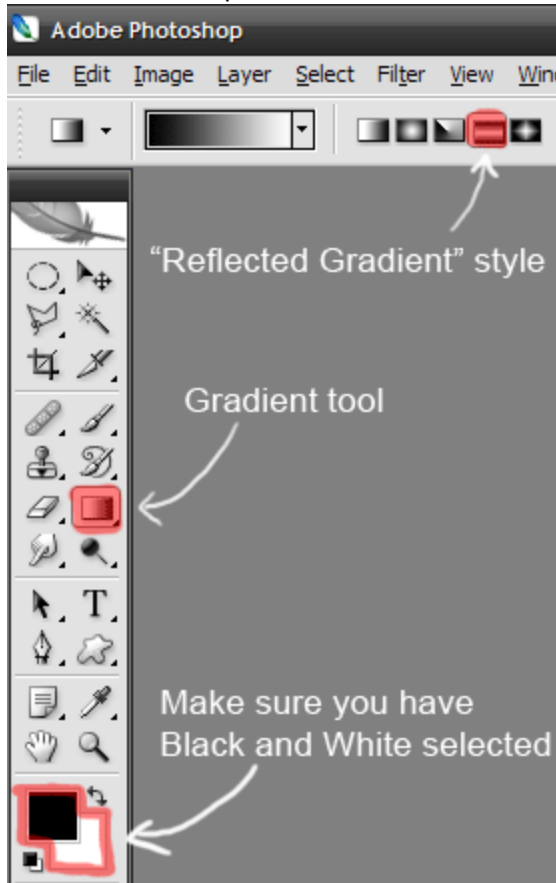 Adobe Photoshop
File Edit Image Layer Select Filter View Win
“Reflected Gradient” style
Gradient tool
T
Make sure you have
Black and White selected